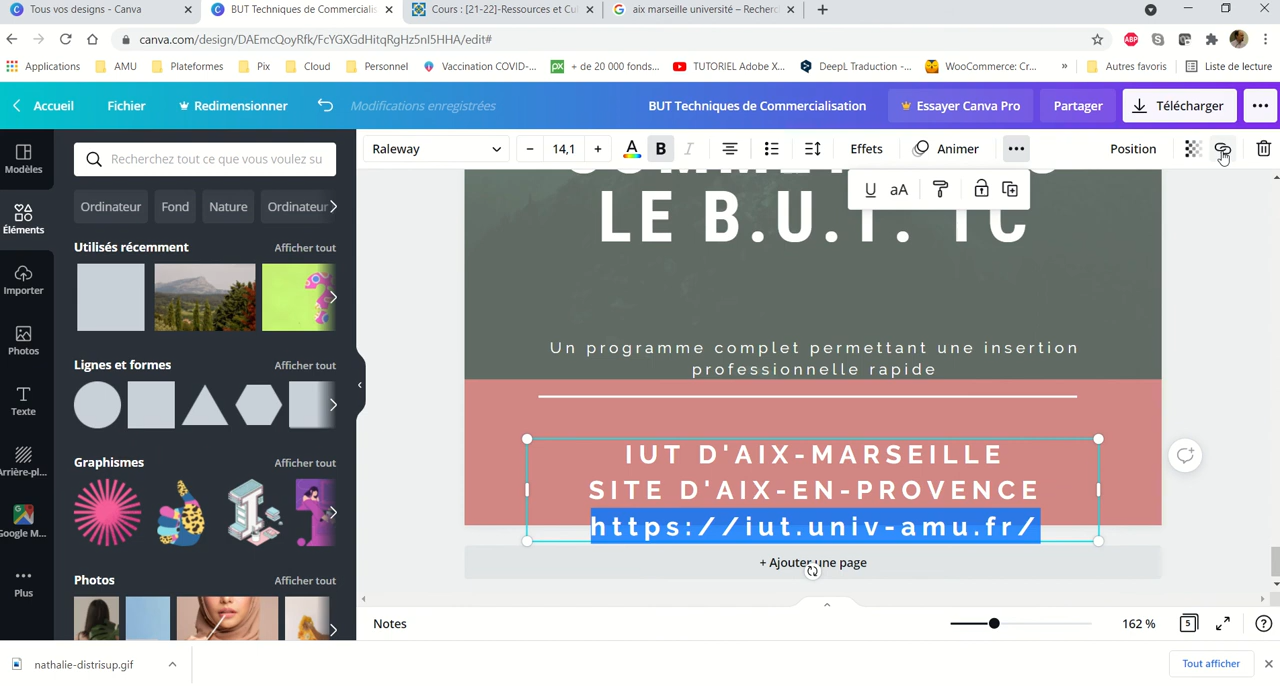 Tous vos designs - Canva
BUT Techniques de Commercialis
Cours : [21-22]-Ressources et Cu
aix marseille université – Recherc
canva.com/design/DAEmcQoyRfk/FcYGXGdHitqRgHz5nI5HHA/edit#
ABP
Applications
AMU
Plateformes
Pix
Cloud
Personnel
Vaccination COVID-...
+ de 20 000 fonds...
TUTORIEL Adobe X...
DeepL Traduction -...
WooCommerce: Cr...
»
Autres favoris
Liste de lecture
Accueil
Fichier
Redimensionner
Modifications enregistrées
BUT Techniques de Commercialisation
Essayer Canva Pro
Partager
Télécharger
Modèles
Éléments
Importer
Photos
Texte
Arrière-pl...
Google M...
Plus
Recherchez tout ce que vous voulez su
Ordinateur
Fond
Nature
Ordinateur
Utilisés récemment
Afficher tout
Lignes et formes
Afficher tout
Graphismes
Afficher tout
Photos
Afficher tout
Raleway
– 14,1 +
A
B
I
Effets
Animer
Position
U
aA
LE B.U.T. TC
Un programme complet permettant une insertion
professionnelle rapide
IUT D'AIX-MARSEILLE
SITE D'AIX-EN-PROVENCE
https://iut.univ-amu.fr/
+ Ajouter une page
Notes
162 %
5
?
nathalie-distrisup.gif
Tout afficher